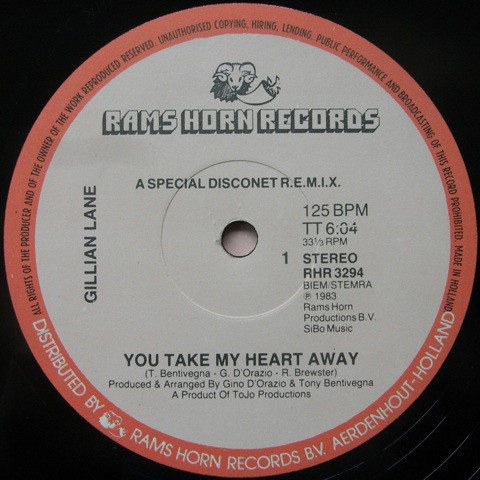 ALL RIGHTS OF THE PRODUCER AND OF THE OWNER OF THE WORK REPRODUCED RESERVED. UNAUTHORISED COPYING, HIRING, LENDING, PUBLIC PERFORMANCE AND BROADCASTING OF THIS RECORD PROHIBITED. MADE IN HOLLAND
RAMS HORN RECORDS
A SPECIAL DISCONET R.E.M.I.X.
GILLIAN LANE
125 BPM
TT 6:04
33⅓ RPM
1 STEREO
RHR 3294
BIEM/STEMRA
℗ 1983
Rams Horn
Productions B.V.
SiBo Music
YOU TAKE MY HEART AWAY
(T. Bentivegna - G. D'Orazio - R. Brewster)
Produced & Arranged By Gino D'Orazio & Tony Bentivegna
A Product Of ToJo Productions
DISTRIBUTED BY RAMS HORN RECORDS B.V. AERDENHOUT-HOLLAND